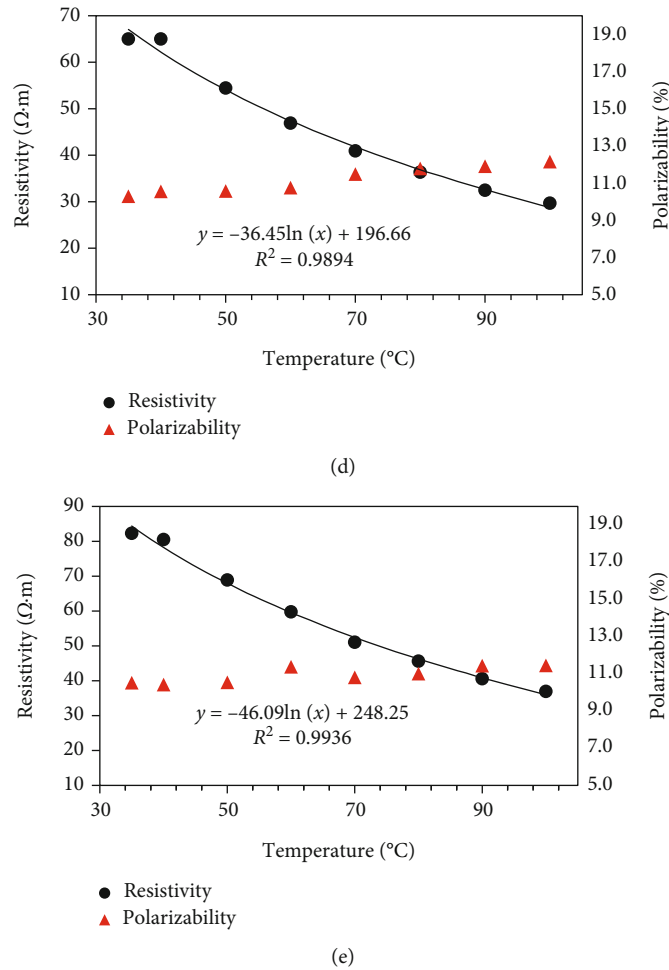 70
60
50
40
30
20
10
Resistivity (Ω·m)
19.0
17.0
15.0
13.0
11.0
9.0
7.0
5.0
Polarizability (%)
y = –36.45ln (x) + 196.66
R² = 0.9894
30 50 70 90
Temperature (°C)
Resistivity
Polarizability
(d)
90
80
70
60
50
40
30
20
10
Resistivity (Ω·m)
19.0
17.0
15.0
13.0
11.0
9.0
7.0
5.0
Polarizability (%)
y = –46.09ln (x) + 248.25
R² = 0.9936
30 50 70 90
Temperature (°C)
Resistivity
Polarizability
(e)